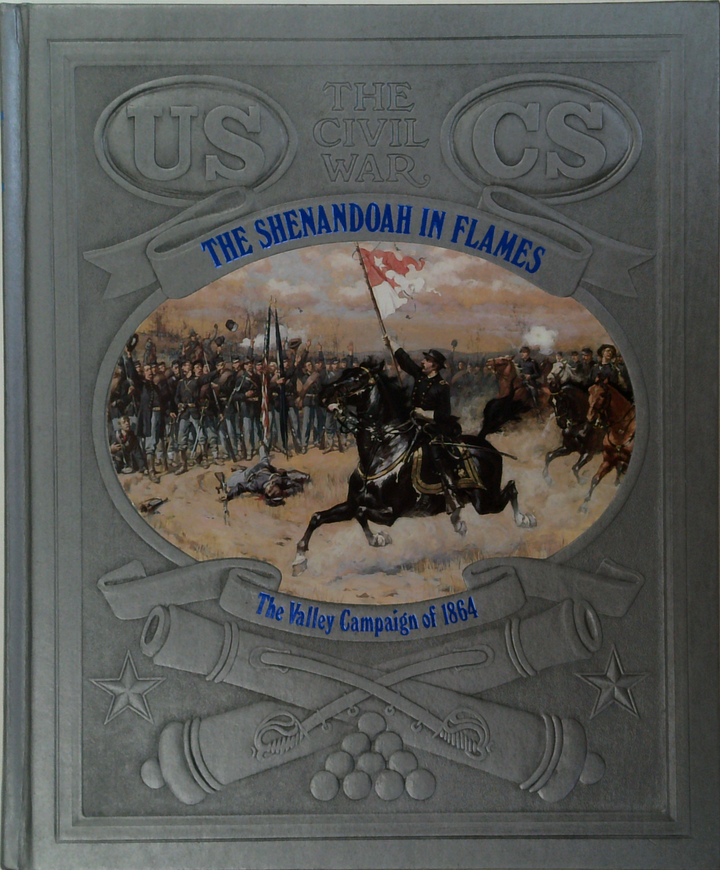 US
THE
CIVIL
WAR
CS
THE SHENANDOAH IN FLAMES
The Valley Campaign of 1864